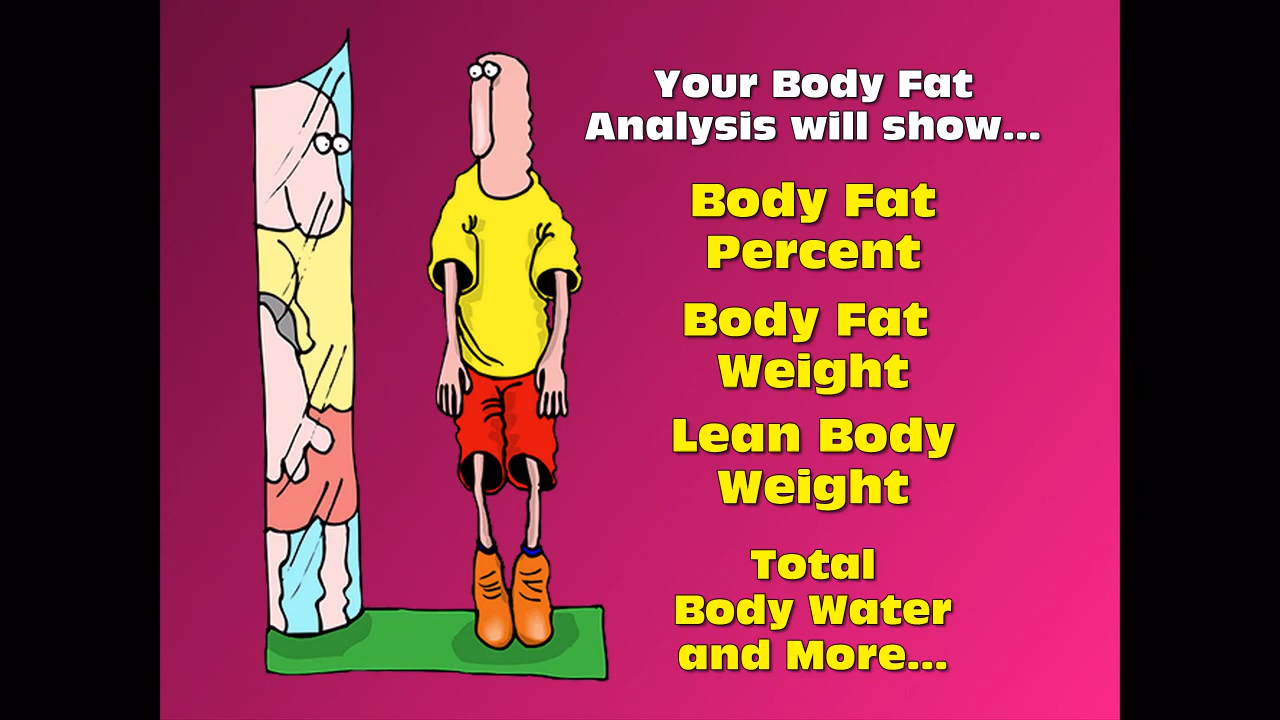 Your Body Fat
Analysis will show...
Body Fat
Percent
Body Fat
Weight
Lean Body
Weight
Total
Body Water
and More...